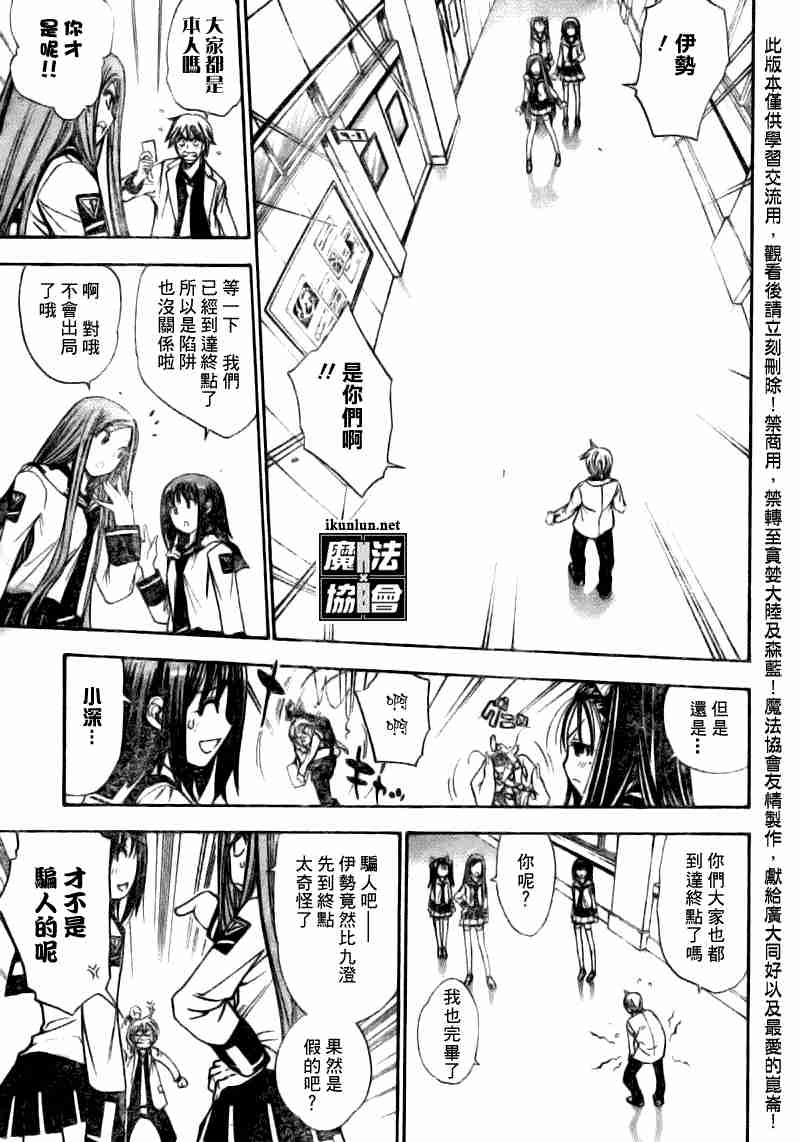 伊勢
!!
是你們啊
!!
大家都是
本人嗎
你才
是呢!!
等一下 我們
已經到達終點了
所以是陷阱
也沒關係啦
啊 對哦
不會出局
了哦
ikunlun.net
魔法
協會
但是
還是…
グニュ
啊
啊
小深…
你們大家也都
到達終點了嗎
你呢?
我也完畢
了
騙人吧——
伊勢竟然比九澄
先到終點
太奇怪了
果然是
假的吧?
才不是
騙人的呢
此版本僅供學習交流用，觀看後請立刻刪除！禁商用，禁轉至貪婪大陸及森藍！魔法協會友情製作，獻給廣大同好以及最愛的崑崙！